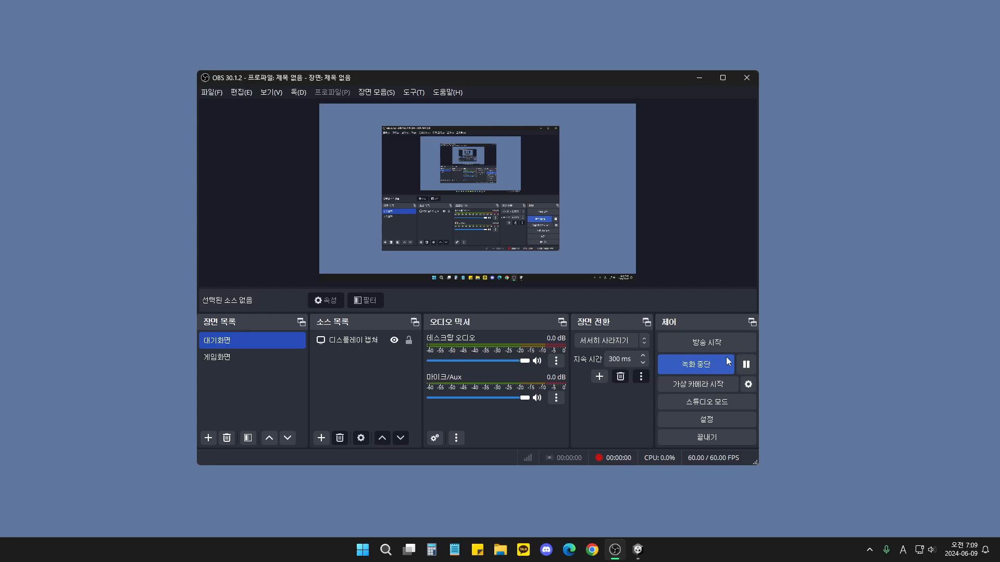 OBS 30.1.2 - 프로파일: 제목 없음 - 장면: 제목 없음
파일(F) 편집(E) 보기(V) 독(D) 프로파일(P) 장면 모음(S) 도구(T) 도움말(H)
선택된 소스 없음 속성 필터
장면 목록
대기화면
게임화면
소스 목록
디스플레이 캡쳐
오디오 믹서
데스크탑 오디오 0.0 dB
-60 -55 -50 -45 -40 -35 -30 -25 -20 -15 -10 -5 0
마이크/Aux 0.0 dB
-60 -55 -50 -45 -40 -35 -30 -25 -20 -15 -10 -5 0
장면 전환
서서히 사라지기
지속 시간 300 ms
제어
방송 시작
녹화 중단
가상 카메라 시작
스튜디오 모드
설정
끝내기
00:00:00 00:00:00 CPU: 0.0% 60.00 / 60.00 FPS
TALK
A
오전 7:09
2024-06-09